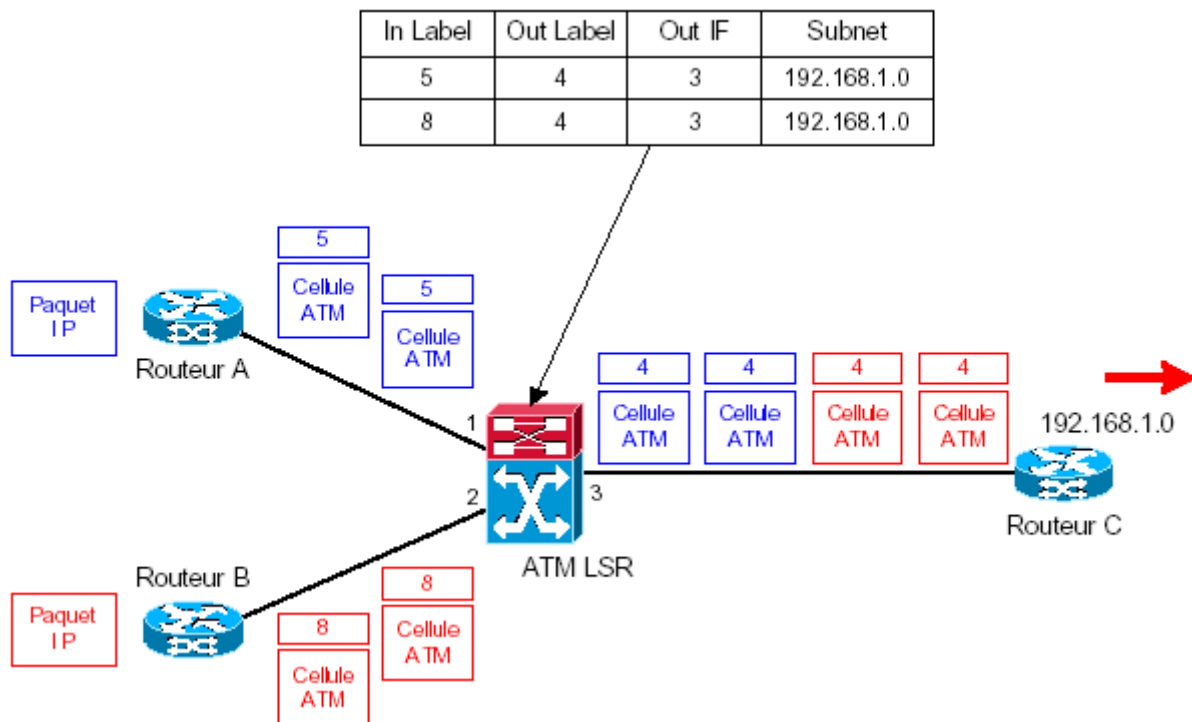 In Label Out Label Out IF Subnet
5 4 3 192.168.1.0
8 4 3 192.168.1.0
5
Cellule
ATM
5
Cellule
ATM
Paquet
IP
Routeur A
1
4
Cellule
ATM
4
Cellule
ATM
4
Cellule
ATM
4
Cellule
ATM
192.168.1.0
2
3
Routeur C
ATM LSR
Routeur B
Paquet
IP
8
Cellule
ATM
8
Cellule
ATM